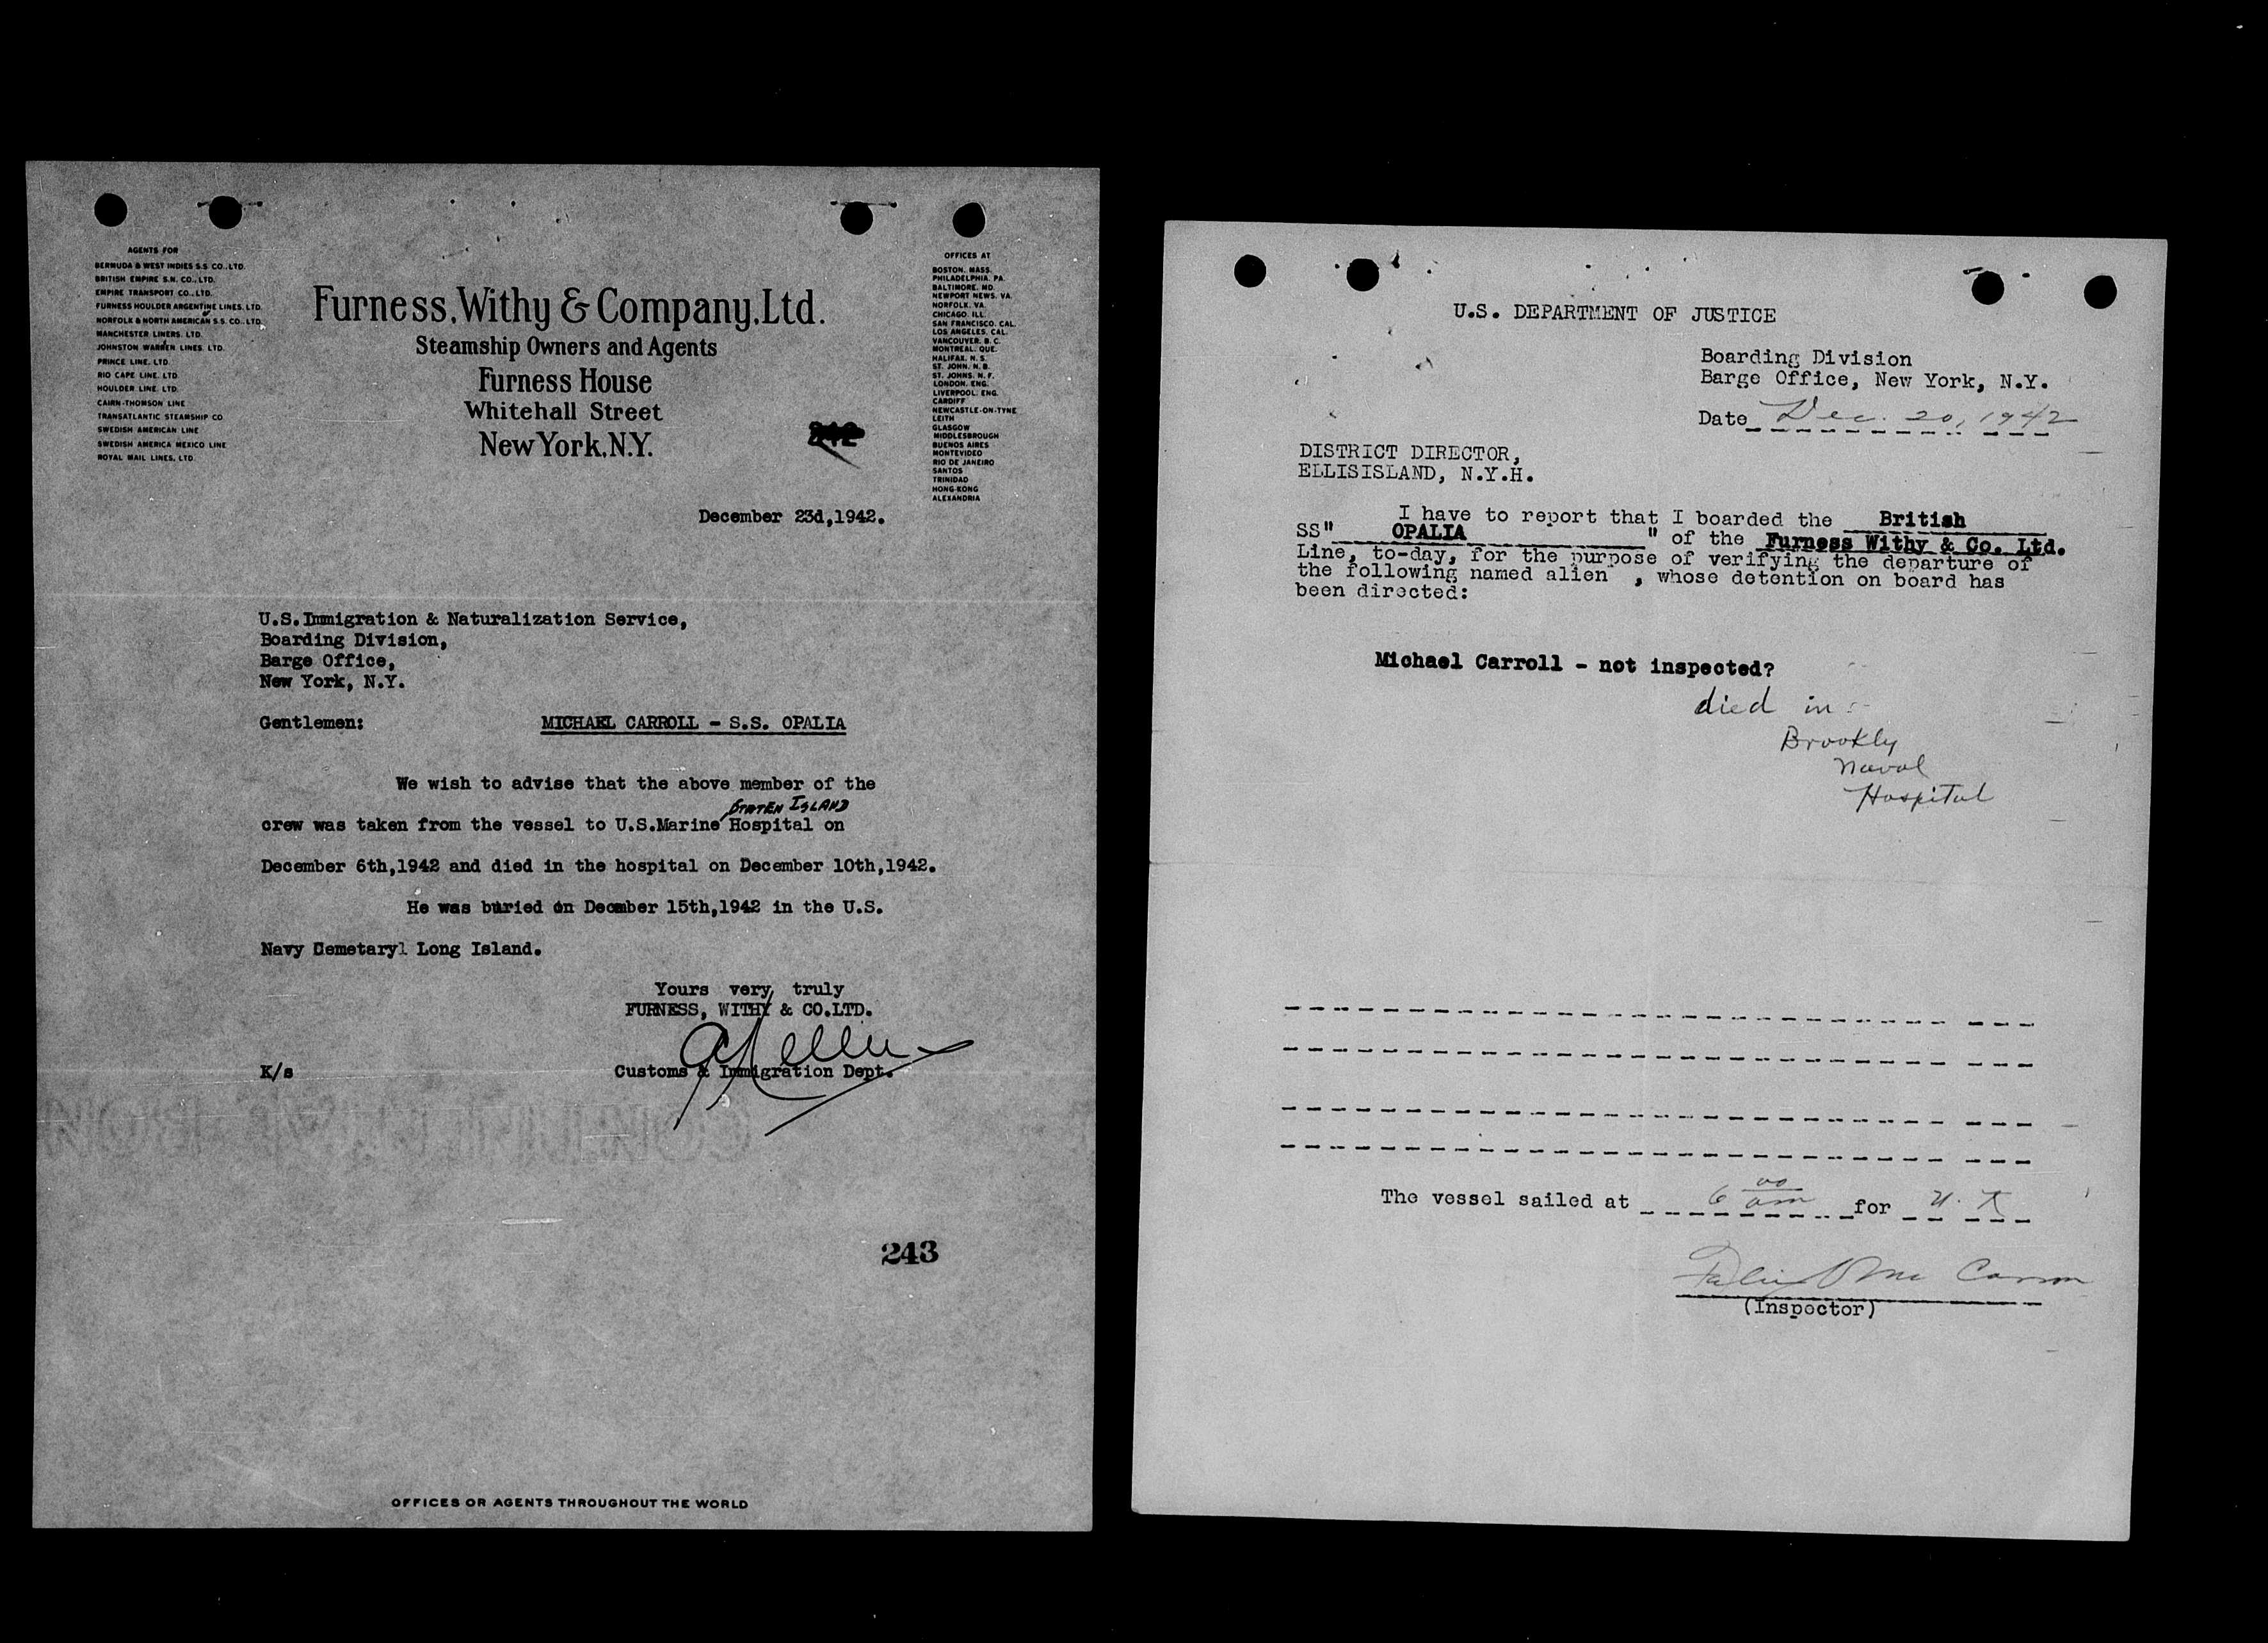 AGENTS FOR
BERMUDA & WEST INDIES S.S. CO., LTD.
BRITISH EMPIRE S.N. CO., LTD.
EMPIRE TRANSPORT CO., LTD.
FURNESS HOULDER ARGENTINE LINES, LTD.
NORFOLK & NORTH AMERICAN S.S. CO., LTD.
MANCHESTER LINERS, LTD.
JOHNSTON WARREN LINES, LTD.
PRINCE LINE, LTD.
RIO CAPE LINE, LTD.
HOULDER LINE, LTD.
CAIRN-THOMSON LINE
TRANSATLANTIC STEAMSHIP CO.
SWEDISH AMERICAN LINE
SWEDISH AMERICA MEXICO LINE
ROYAL MAIL LINES, LTD.
Furness, Withy & Company, Ltd.
Steamship Owners and Agents
Furness House
Whitehall Street
New York, N.Y.
OFFICES AT
BOSTON, MASS.
PHILADELPHIA, PA.
BALTIMORE, MD.
NEWPORT NEWS, VA.
NORFOLK, VA.
CHICAGO, ILL.
SAN FRANCISCO, CAL.
LOS ANGELES, CAL.
VANCOUVER, B. C.
MONTREAL, QUE.
HALIFAX, N. S.
ST. JOHN, N. B.
ST. JOHNS, N. F.
LONDON, ENG.
LIVERPOOL, ENG.
CARDIFF
NEWCASTLE-ON-TYNE
LEITH
GLASGOW
MIDDLESBROUGH
BUENOS AIRES
MONTEVIDEO
RIO DE JANEIRO
SANTOS
TRINIDAD
HONG-KONG
ALEXANDRIA
December 23d,1942.
U.S.Immigration & Naturalization Service,
Boarding Division,
Barge Office,
New York, N.Y.
Gentlemen: MICHAEL CARROLL - S.S. OPALIA
We wish to advise that the above member of the
STATEN ISLAND
crew was taken from the vessel to U.S.Marine Hospital on
December 6th,1942 and died in the hospital on December 10th,1942.
He was buried on December 15th,1942 in the U.S.
Navy Cemetaryl Long Island.
Yours very truly
FURNESS, WITHY & CO.LTD.
K/s Customs & Immigration Dept.
243
OFFICES OR AGENTS THROUGHOUT THE WORLD
U.S. DEPARTMENT OF JUSTICE
Boarding Division
Barge Office, New York, N.Y.
Date Dec. 20, 1942
DISTRICT DIRECTOR,
ELLISISLAND, N.Y.H.
I have to report that I boarded the British
SS" OPALIA " of the Furness Withy & Co. Ltd.
Line, to-day, for the purpose of verifying the departure of
the following named alien , whose detention on board has
been directed:
Michael Carroll - not inspected?
died in
Brookly
Naval
Hospital
The vessel sailed at 6 00 am for U.K
(Inspector)